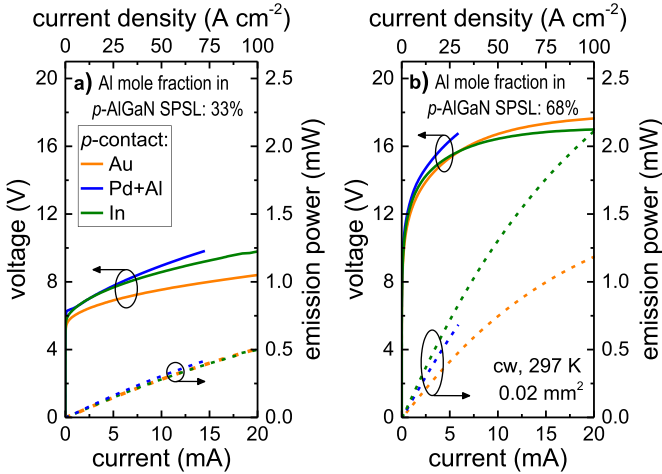 current density (A cm⁻²)
0 25 50 75 100
a) Al mole fraction in
p-AlGaN SPSL: 33%
p-contact:
Au
Pd+Al
In
voltage (V)
20
16
12
8
4
0
emission power (mW)
2.5
2.0
1.5
1.0
0.5
0.0
0 5 10 15 20
current (mA)
current density (A cm⁻²)
0 25 50 75 100
b) Al mole fraction in
p-AlGaN SPSL: 68%
voltage (V)
20
16
12
8
4
0
emission power (mW)
2.5
2.0
1.5
1.0
0.5
0.0
cw, 297 K
0.02 mm²
0 5 10 15 20
current (mA)